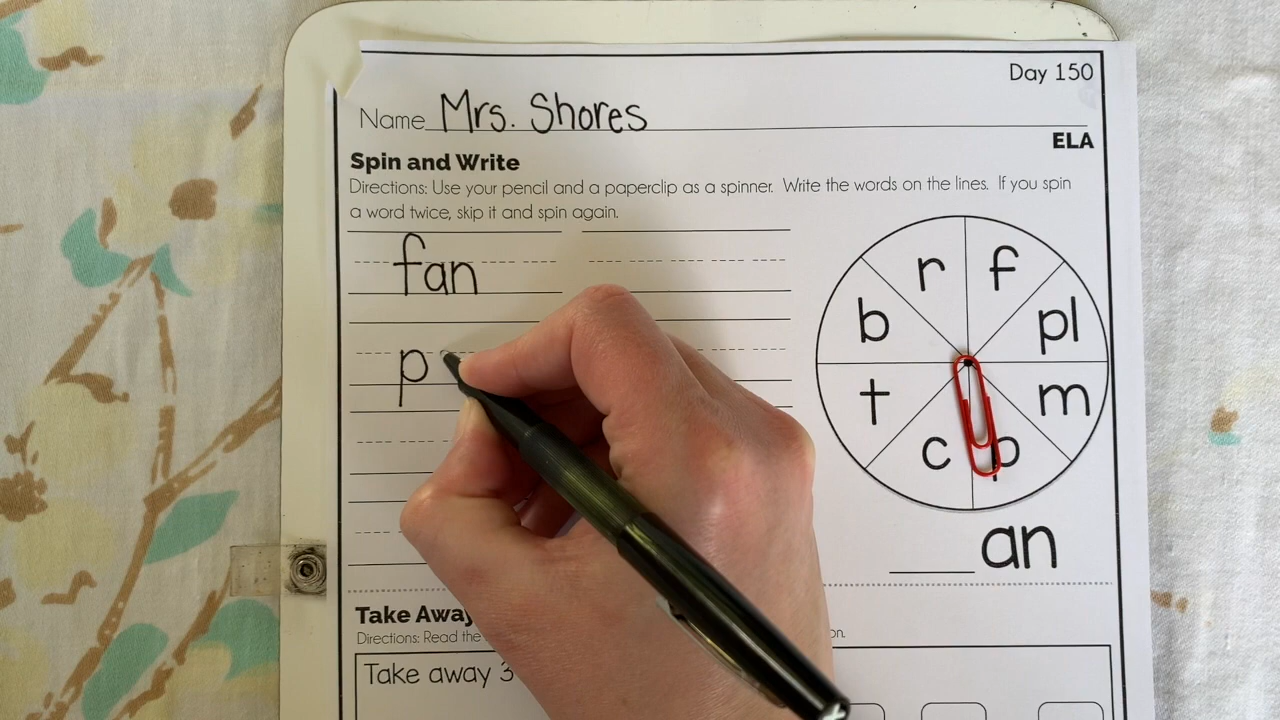 Day 150
Name Mrs. Shores
ELA
Spin and Write
Directions: Use your pencil and a paperclip as a spinner. Write the words on the lines. If you spin
a word twice, skip it and spin again.
fan
p
r f
b pl
t m
c p
an
Take Away
Directions: Read the
Take away 3